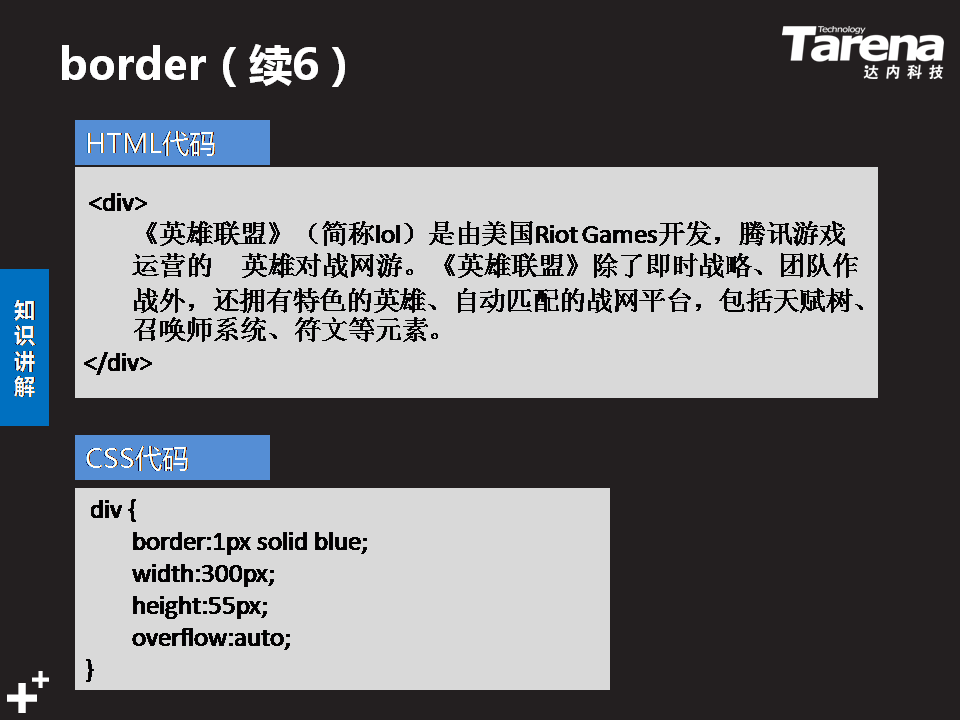 border（续6）
Technology
Tarena
达内科技
HTML代码
<div>
《英雄联盟》（简称lol）是由美国Riot Games开发，腾讯游戏
运营的　英雄对战网游。《英雄联盟》除了即时战略、团队作
战外，还拥有特色的英雄、自动匹配的战网平台，包括天赋树、
召唤师系统、符文等元素。
</div>
知识讲解
CSS代码
div {
border:1px solid blue;
width:300px;
height:55px;
overflow:auto;
}